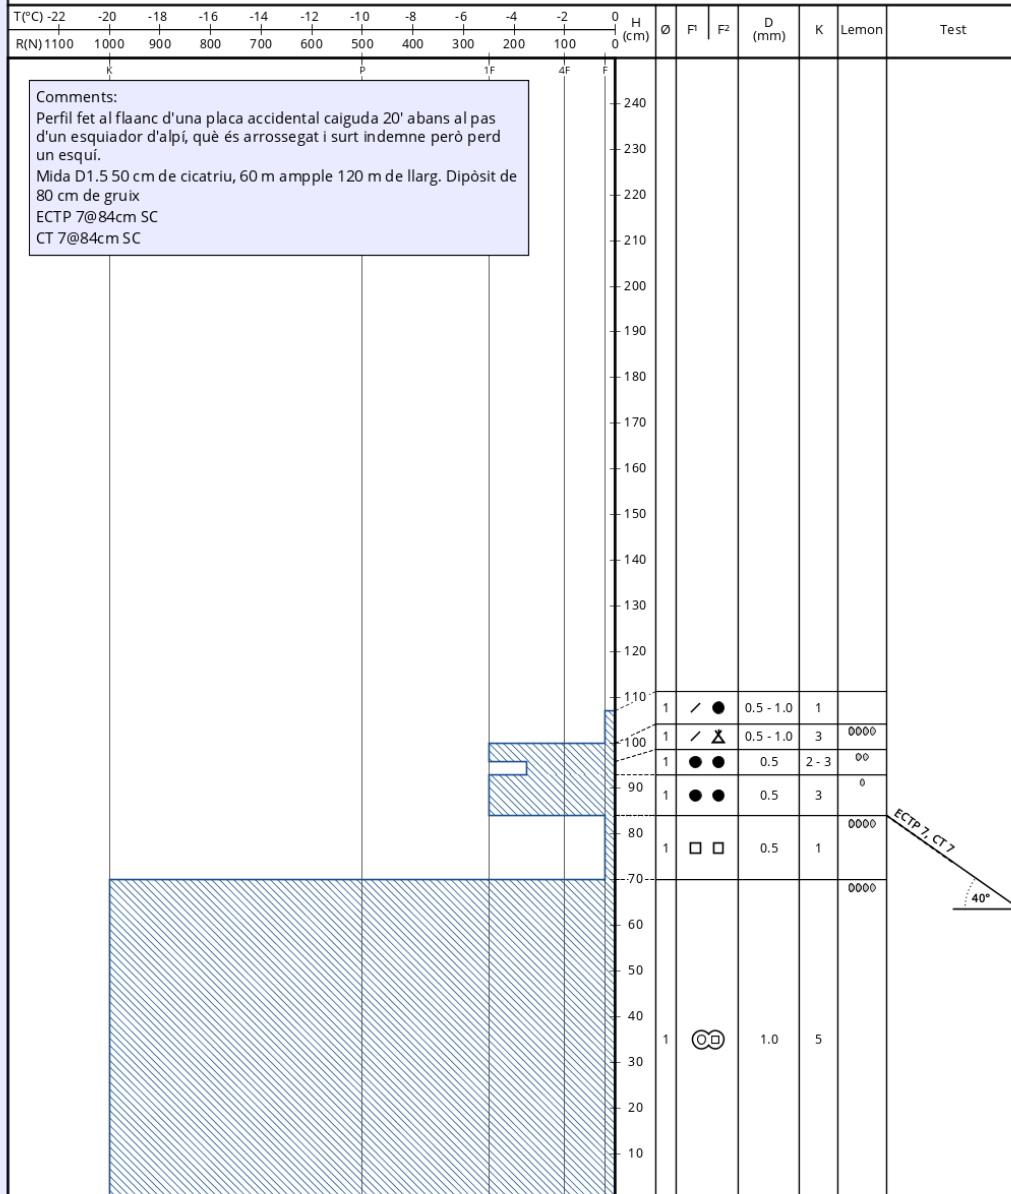 T(°C) -22 -20 -18 -16 -14 -12 -10 -8 -6 -4 -2 0 H (cm) Ø F¹ F² D (mm) K Lemon Test
R(N) 1100 1000 900 800 700 600 500 400 300 200 100 0
K P 1F 4F F
Comments:
Perfil fet al flaanc d'una placa accidental caiguda 20' abans al pas
d'un esquiador d'alpí, què és arrossegat i surt indemne però perd
un esquí.
Mida D1.5 50 cm de cicatriu, 60 m ampple 120 m de llarg. Dipòsit de
80 cm de gruix
ECTP 7@84cm SC
CT 7@84cm SC
240
230
220
210
200
190
180
170
160
150
140
130
120
110
1 0.5 - 1.0 1
1 0.5 - 1.0 3
100
1 0.5 2 - 3
90
1 0.5 3
ECTP 7, CT 7
80
1 0.5 1
70
40°
60
50
40
1 1.0 5
30
20
10